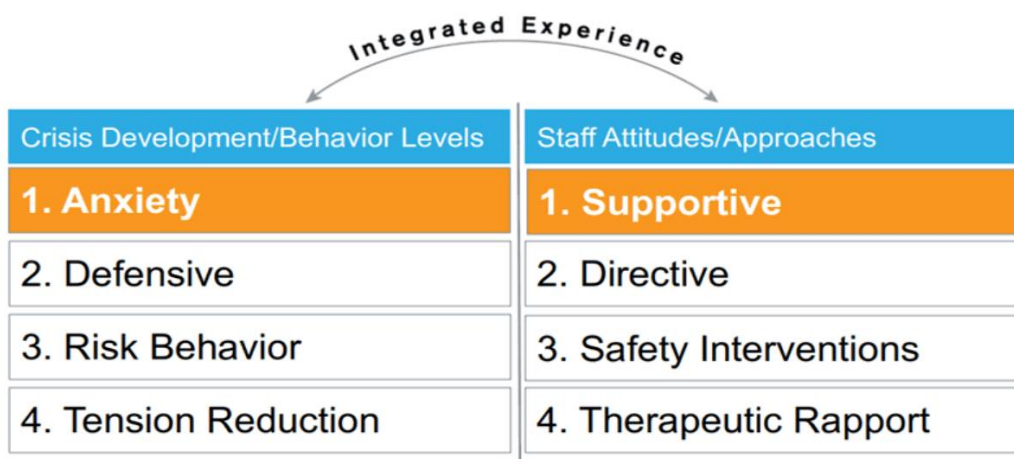 Integrated Experience
Crisis Development/Behavior Levels
Staff Attitudes/Approaches
1. Anxiety
1. Supportive
2. Defensive
2. Directive
3. Risk Behavior
3. Safety Interventions
4. Tension Reduction
4. Therapeutic Rapport